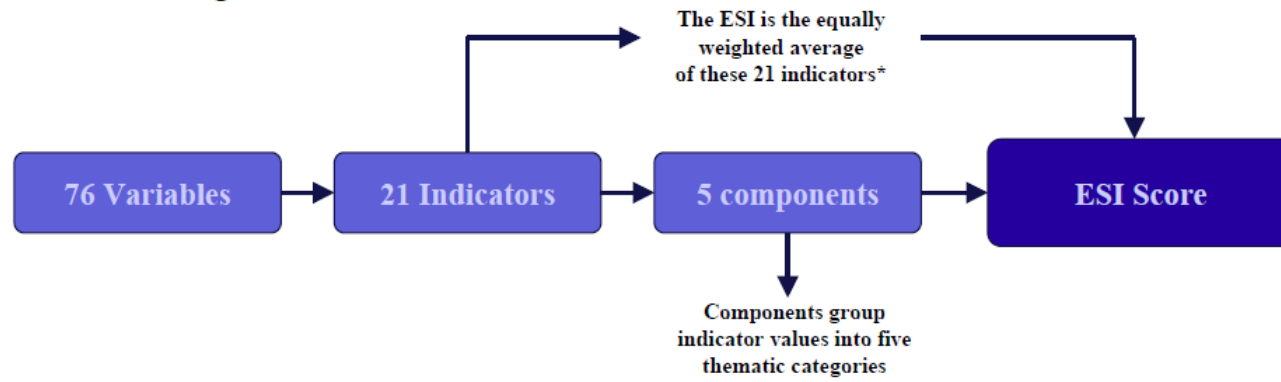 The ESI is the equally
weighted average
of these 21 indicators*
76 Variables
21 Indicators
5 components
ESI Score
Components group
indicator values into five
thematic categories